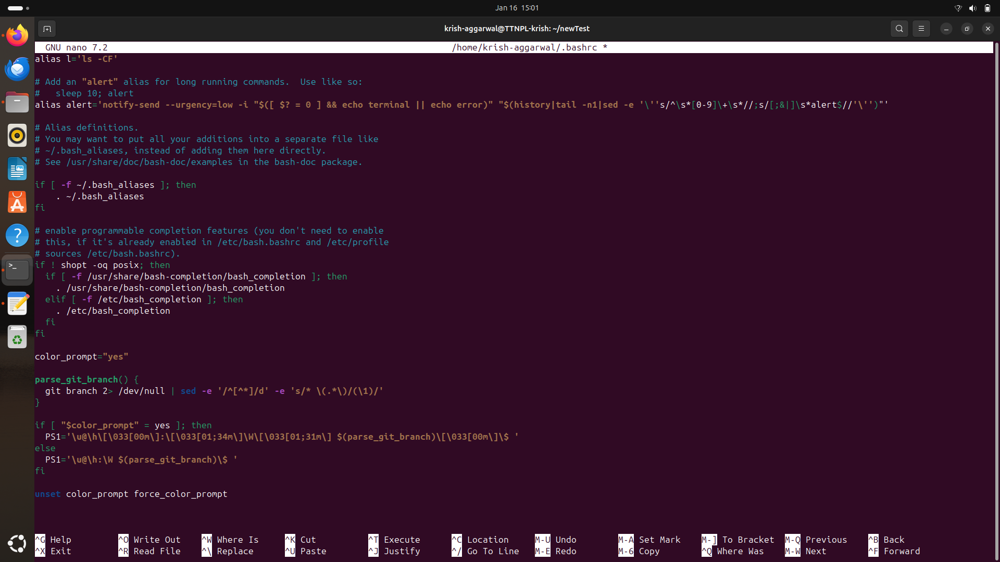 Jan 16  15:01
krish-aggarwal@TTNPL-krish: ~/newTest
GNU nano 7.2    /home/krish-aggarwal/.bashrc *
alias l='ls -CF'
# Add an "alert" alias for long running commands.  Use like so:
#   sleep 10; alert
alias alert='notify-send --urgency=low -i "$([ $? = 0 ] && echo terminal || echo error)" "$(history|tail -n1|sed -e '\''s/^\s*[0-9]\+\s*//;s/[;&|]\s*alert$//'\'')"'
# Alias definitions.
# You may want to put all your additions into a separate file like
# ~/.bash_aliases, instead of adding them here directly.
# See /usr/share/doc/bash-doc/examples in the bash-doc package.
if [ -f ~/.bash_aliases ]; then
    . ~/.bash_aliases
fi
# enable programmable completion features (you don't need to enable
# this, if it's already enabled in /etc/bash.bashrc and /etc/profile
# sources /etc/bash.bashrc).
if ! shopt -oq posix; then
  if [ -f /usr/share/bash-completion/bash_completion ]; then
    . /usr/share/bash-completion/bash_completion
  elif [ -f /etc/bash_completion ]; then
    . /etc/bash_completion
  fi
fi
color_prompt="yes"
parse_git_branch() {
  git branch 2> /dev/null | sed -e '/^[^*]/d' -e 's/* \(.*\)/(\1)/'
}
if [ "$color_prompt" = yes ]; then
  PS1='\u@\h\[\033[00m\]:\[\033[01;34m\]\W\[\033[01;31m\] $(parse_git_branch)\[\033[00m\]\$ '
else
  PS1='\u@\h:\W $(parse_git_branch)\$ '
fi
unset color_prompt force_color_prompt
^G Help ^O Write Out ^W Where Is ^K Cut ^T Execute ^C Location M-U Undo M-A Set Mark M-] To Bracket M-Q Previous ^B Back
^X Exit ^R Read File ^\ Replace ^U Paste ^J Justify ^/ Go To Line M-E Redo M-6 Copy ^Q Where Was M-W Next ^F Forward